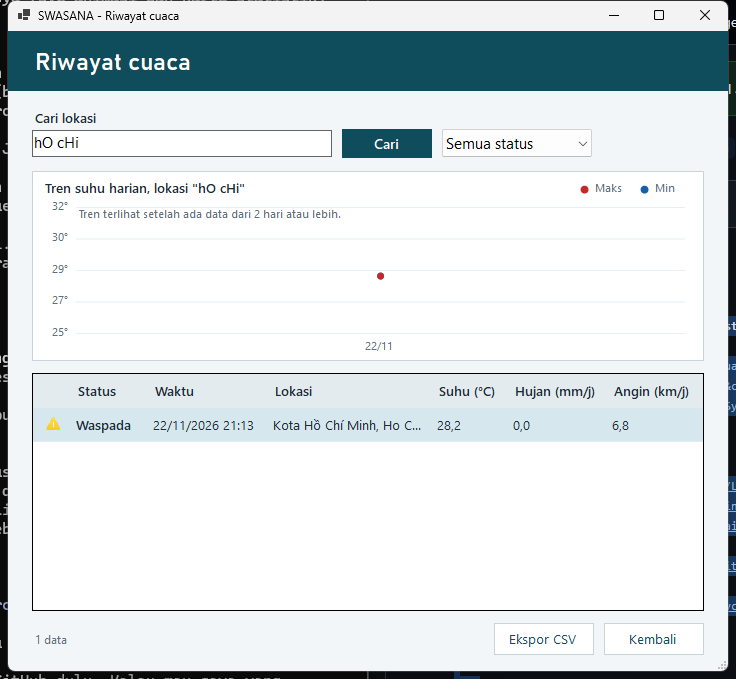 SWASANA - Riwayat cuaca
Riwayat cuaca
Cari lokasi
hO cHi
Cari
Semua status
Tren suhu harian, lokasi "hO cHi"
Maks
Min
32°
Tren terlihat setelah ada data dari 2 hari atau lebih.
30°
29°
27°
25°
22/11
Status Waktu Lokasi Suhu (°C) Hujan (mm/j) Angin (km/j)
Waspada 22/11/2026 21:13 Kota Hồ Chí Minh, Ho C... 28,2 0,0 6,8
1 data
Ekspor CSV
Kembali